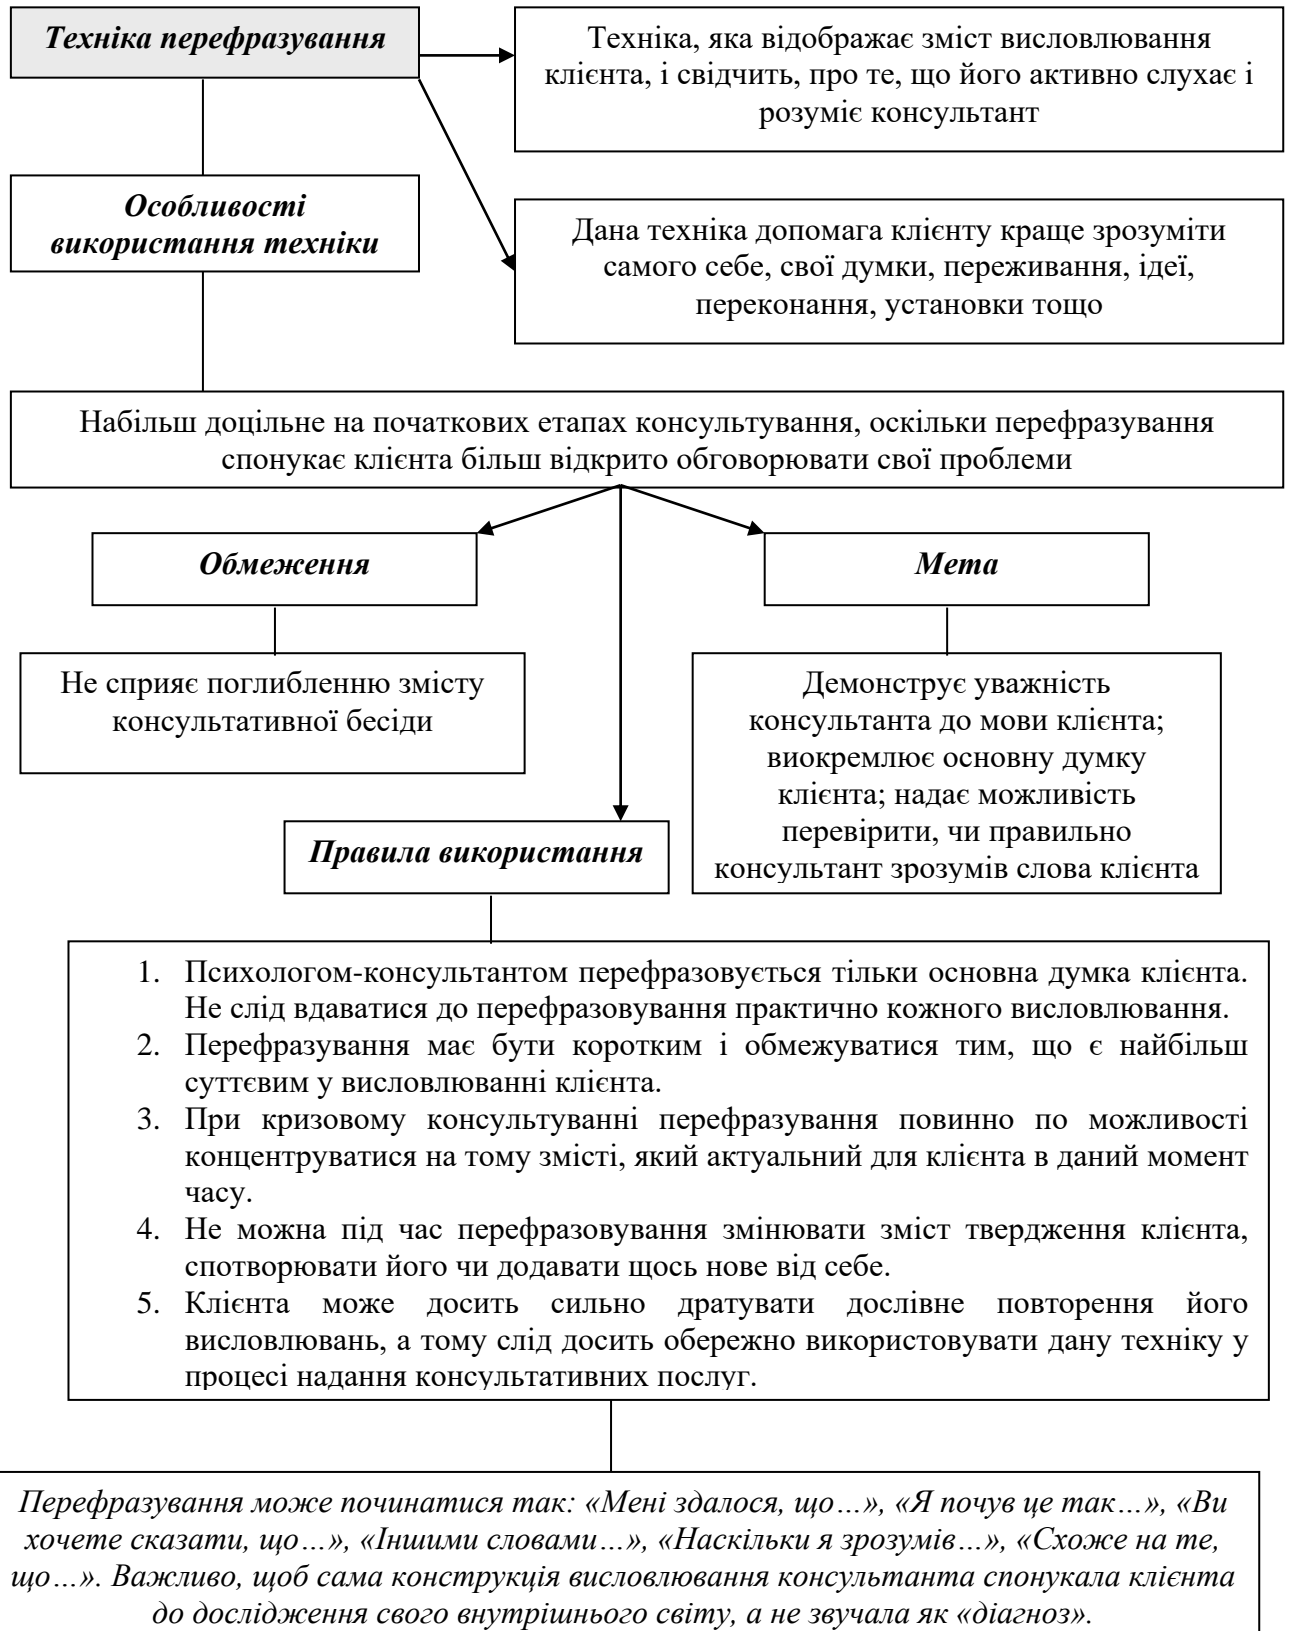 Техніка перефразування
Техніка, яка відображає зміст висловлювання
клієнта, і свідчить, про те, що його активно слухає і
розуміє консультант
Особливості
використання техніки
Дана техніка допомага клієнту краще зрозуміти
самого себе, свої думки, переживання, ідеї,
переконання, установки тощо
Набільш доцільне на початкових етапах консультування, оскільки перефразування
спонукає клієнта більш відкрито обговорювати свої проблеми
Обмеження
Мета
Не сприяє поглибленню змісту
консультативної бесіди
Демонструє уважність
консультанта до мови клієнта;
виокремлює основну думку
клієнта; надає можливість
перевірити, чи правильно
консультант зрозумів слова клієнта
Правила використання
1. Психологом-консультантом перефразовується тільки основна думка клієнта.
Не слід вдаватися до перефразовування практично кожного висловлювання.
2. Перефразування має бути коротким і обмежуватися тим, що є найбільш
суттєвим у висловлюванні клієнта.
3. При кризовому консультуванні перефразування повинно по можливості
концентруватися на тому змісті, який актуальний для клієнта в даний момент
часу.
4. Не можна під час перефразовування змінювати зміст твердження клієнта,
спотворювати його чи додавати щось нове від себе.
5. Клієнта може досить сильно дратувати дослівне повторення його
висловлювань, а тому слід досить обережно використовувати дану техніку у
процесі надання консультативних послуг.
Перефразування може починатися так: «Мені здалося, що…», «Я почув це так…», «Ви
хочете сказати, що…», «Іншими словами…», «Наскільки я зрозумів…», «Схоже на те,
що…». Важливо, щоб сама конструкція висловлювання консультанта спонукала клієнта
до дослідження свого внутрішнього світу, а не звучала як «діагноз».